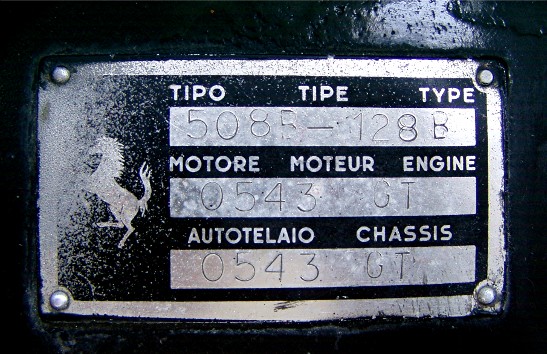 TIPO TIPE TYPE
508B-128B
MOTORE MOTEUR ENGINE
0543 GT
AUTOTELAIO CHASSIS
0543 GT